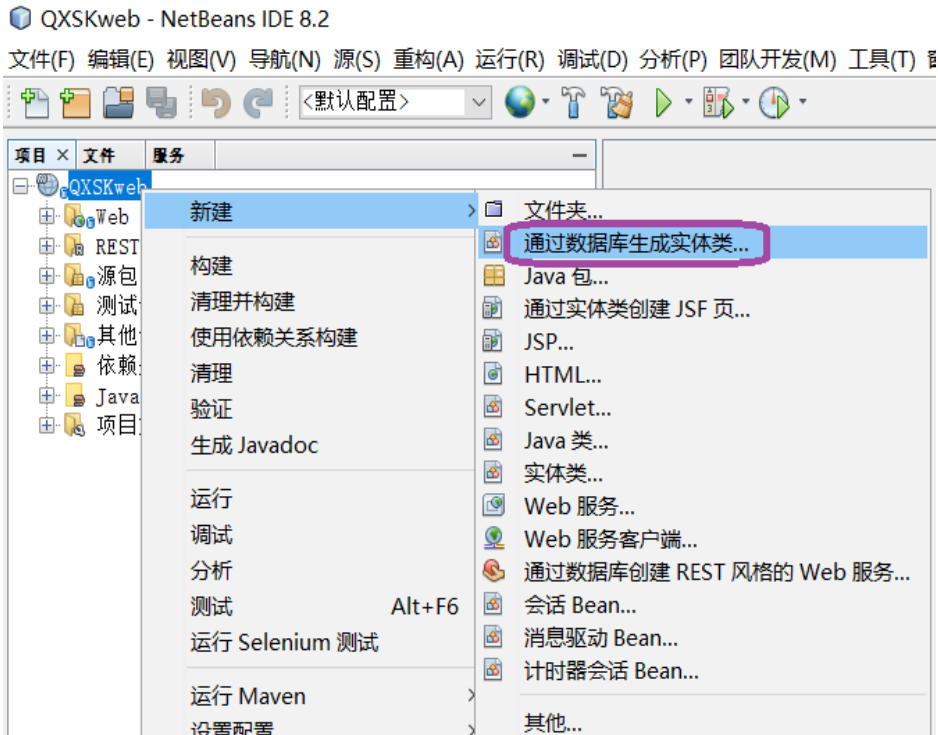 QXSKweb - NetBeans IDE 8.2
文件(F) 编辑(E) 视图(V) 导航(N) 源(S) 重构(A) 运行(R) 调试(D) 分析(P) 团队开发(M) 工具(T)
<默认配置>
项目 文件 服务
QXSKweb
Web
REST
源包
测试
其他
依赖
Java
项目
新建
构建
清理并构建
使用依赖关系构建
清理
验证
生成 Javadoc
运行
调试
分析
测试 Alt+F6
运行 Selenium 测试
运行 Maven
设置配置
文件夹...
通过数据库生成实体类...
Java 包...
通过实体类创建 JSF 页...
JSP...
HTML...
Servlet...
Java 类...
实体类...
Web 服务...
Web 服务客户端...
通过数据库创建 REST 风格的 Web 服务...
会话 Bean...
消息驱动 Bean...
计时器会话 Bean...
其他...